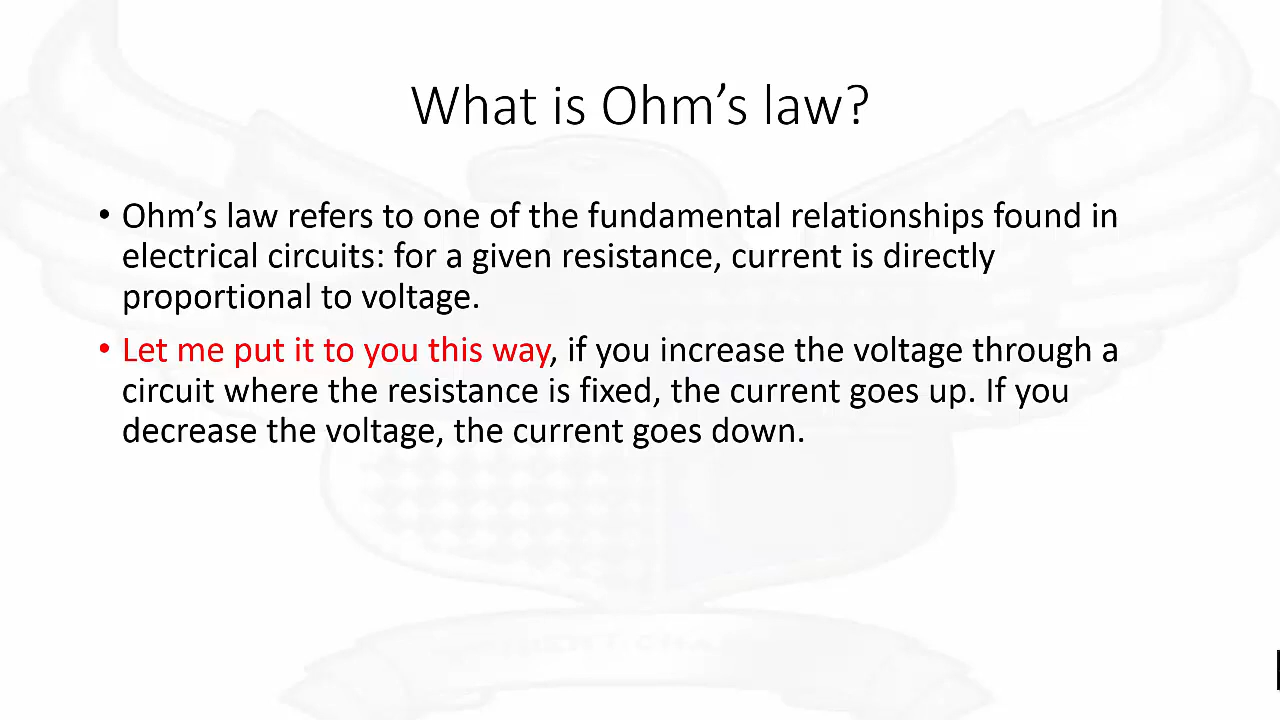 What is Ohm’s law?
• Ohm’s law refers to one of the fundamental relationships found in
electrical circuits: for a given resistance, current is directly
proportional to voltage.
• Let me put it to you this way, if you increase the voltage through a
circuit where the resistance is fixed, the current goes up. If you
decrease the voltage, the current goes down.